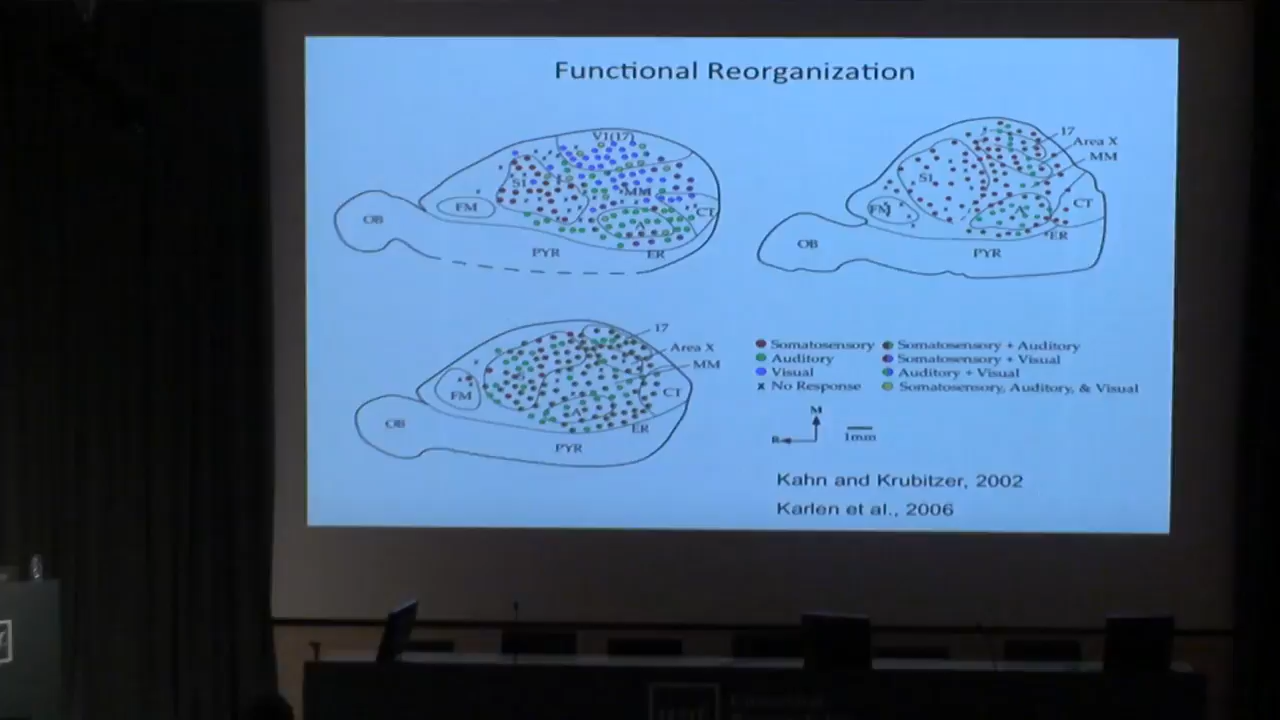 Functional Reorganization
V1(17)
S1
MM
FM
OB
A
CT
PYR
ER
17
Area X
MM
S1
FM
CT
A
ER
OB
PYR
17
Area X
MM
FM
CT
A
OB
ER
PYR
Somatosensory
Auditory
Visual
x No Response
Somatosensory + Auditory
Somatosensory + Visual
Auditory + Visual
Somatosensory, Auditory, & Visual
M
R
1mm
Kahn and Krubitzer, 2002
Karlen et al., 2006